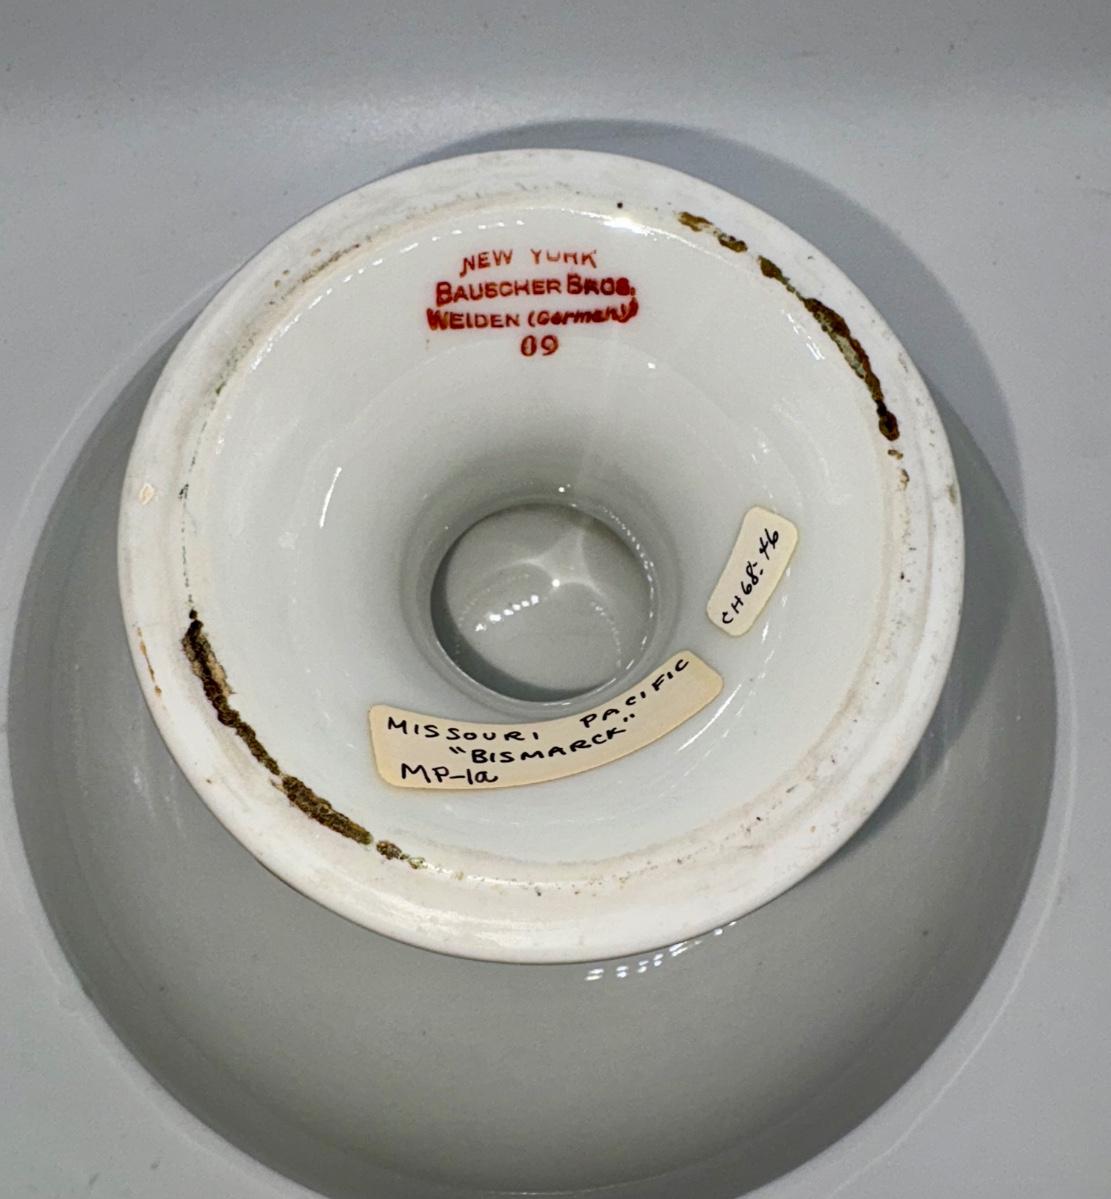 NEW YORK
BAUSCHER BROS.
WEIDEN (Germany)
09
CH68-46
MISSOURI PACIFIC
"BISMARCK"
MP-1a